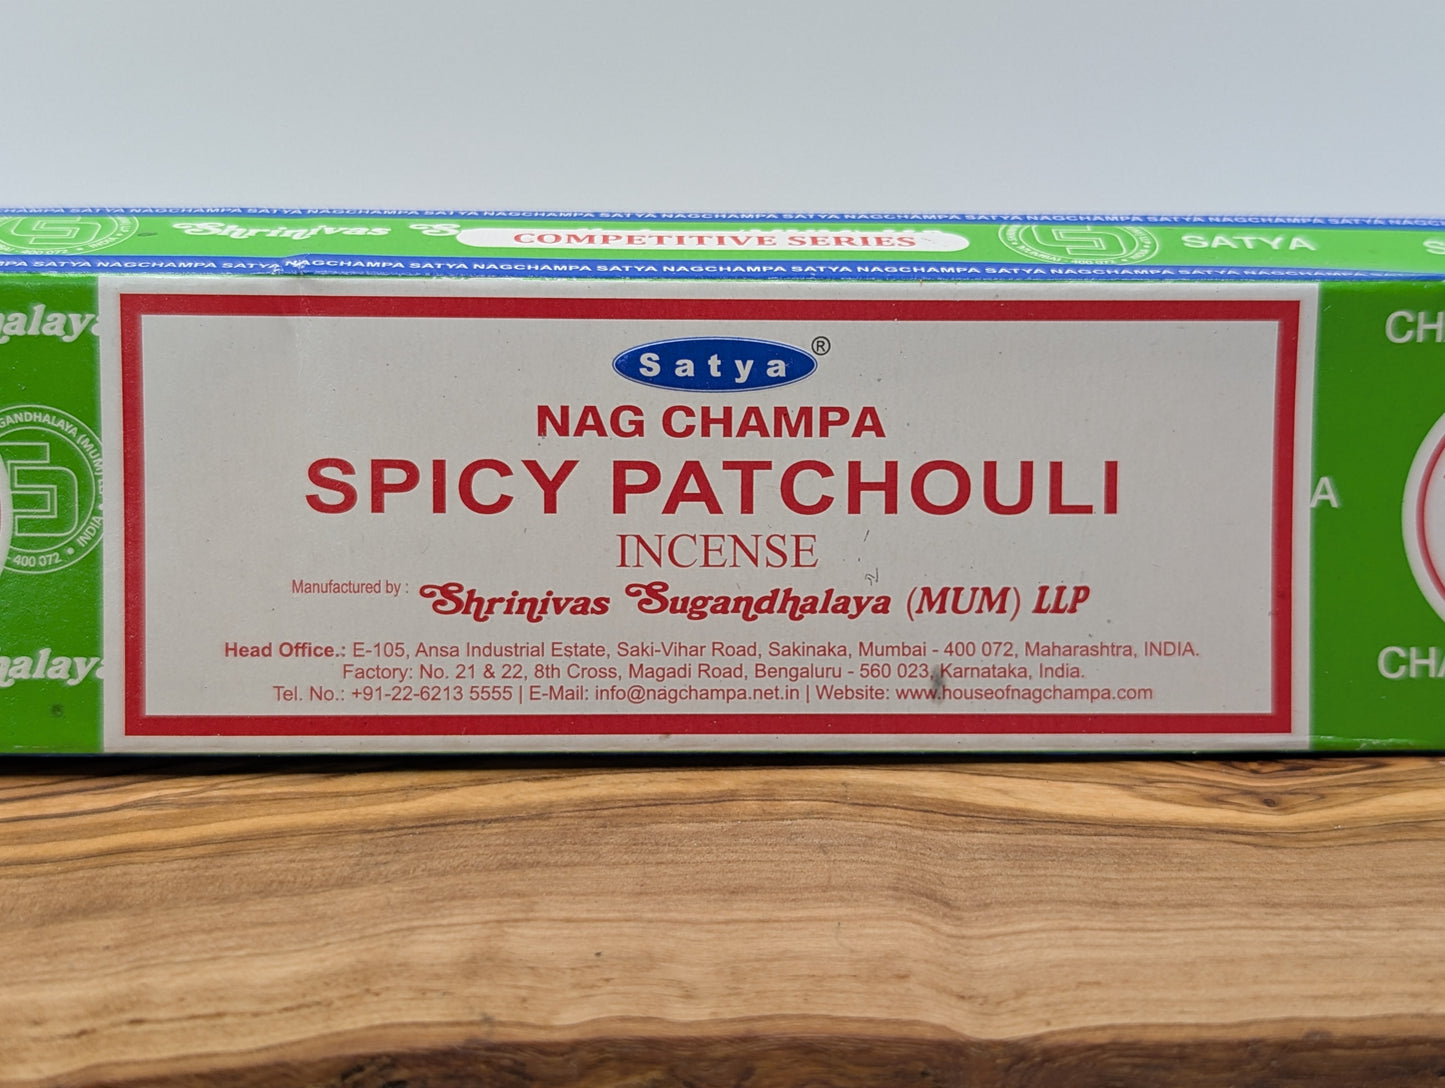 NAGCHAMPA SATYA NAGCHAMPA SATYA NAGCHAMPA SATYA NAGCHAMPA SATYA NAGCHAMPA SATYA NAGCHAMPA SATYA NAGCHAMPA SATYA NAGCHAMPA
Shrinivas COMPETITIVE SERIES SATYA
SATYA NAGCHAMPA SATYA NAGCHAMPA SATYA NAGCHAMPA SATYA NAGCHAMPA SATYA NAGCHAMPA SATYA
Satya®
NAG CHAMPA
SPICY PATCHOULI
INCENSE
Manufactured by : Shrinivas Sugandhalaya (MUM) LLP
Head Office.: E-105, Ansa Industrial Estate, Saki-Vihar Road, Sakinaka, Mumbai - 400 072, Maharashtra, INDIA.
Factory: No. 21 & 22, 8th Cross, Magadi Road, Bengaluru - 560 023, Karnataka, India.
Tel. No.: +91-22-6213 5555 | E-Mail: info@nagchampa.net.in | Website: www.houseofnagchampa.com
INDIA • 400 072